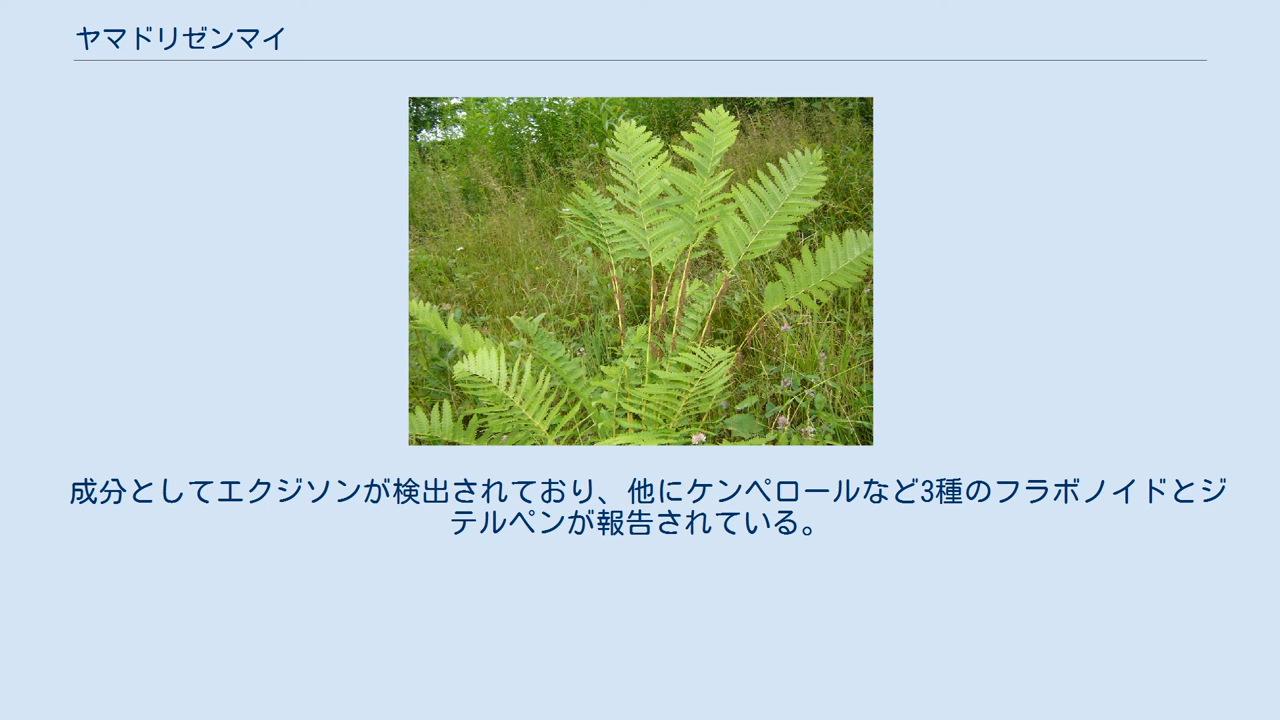 ヤマドリゼンマイ
成分としてエクジソンが検出されており、他にケンペロールなど3種のフラボノイドとジ
テルペンが報告されている。